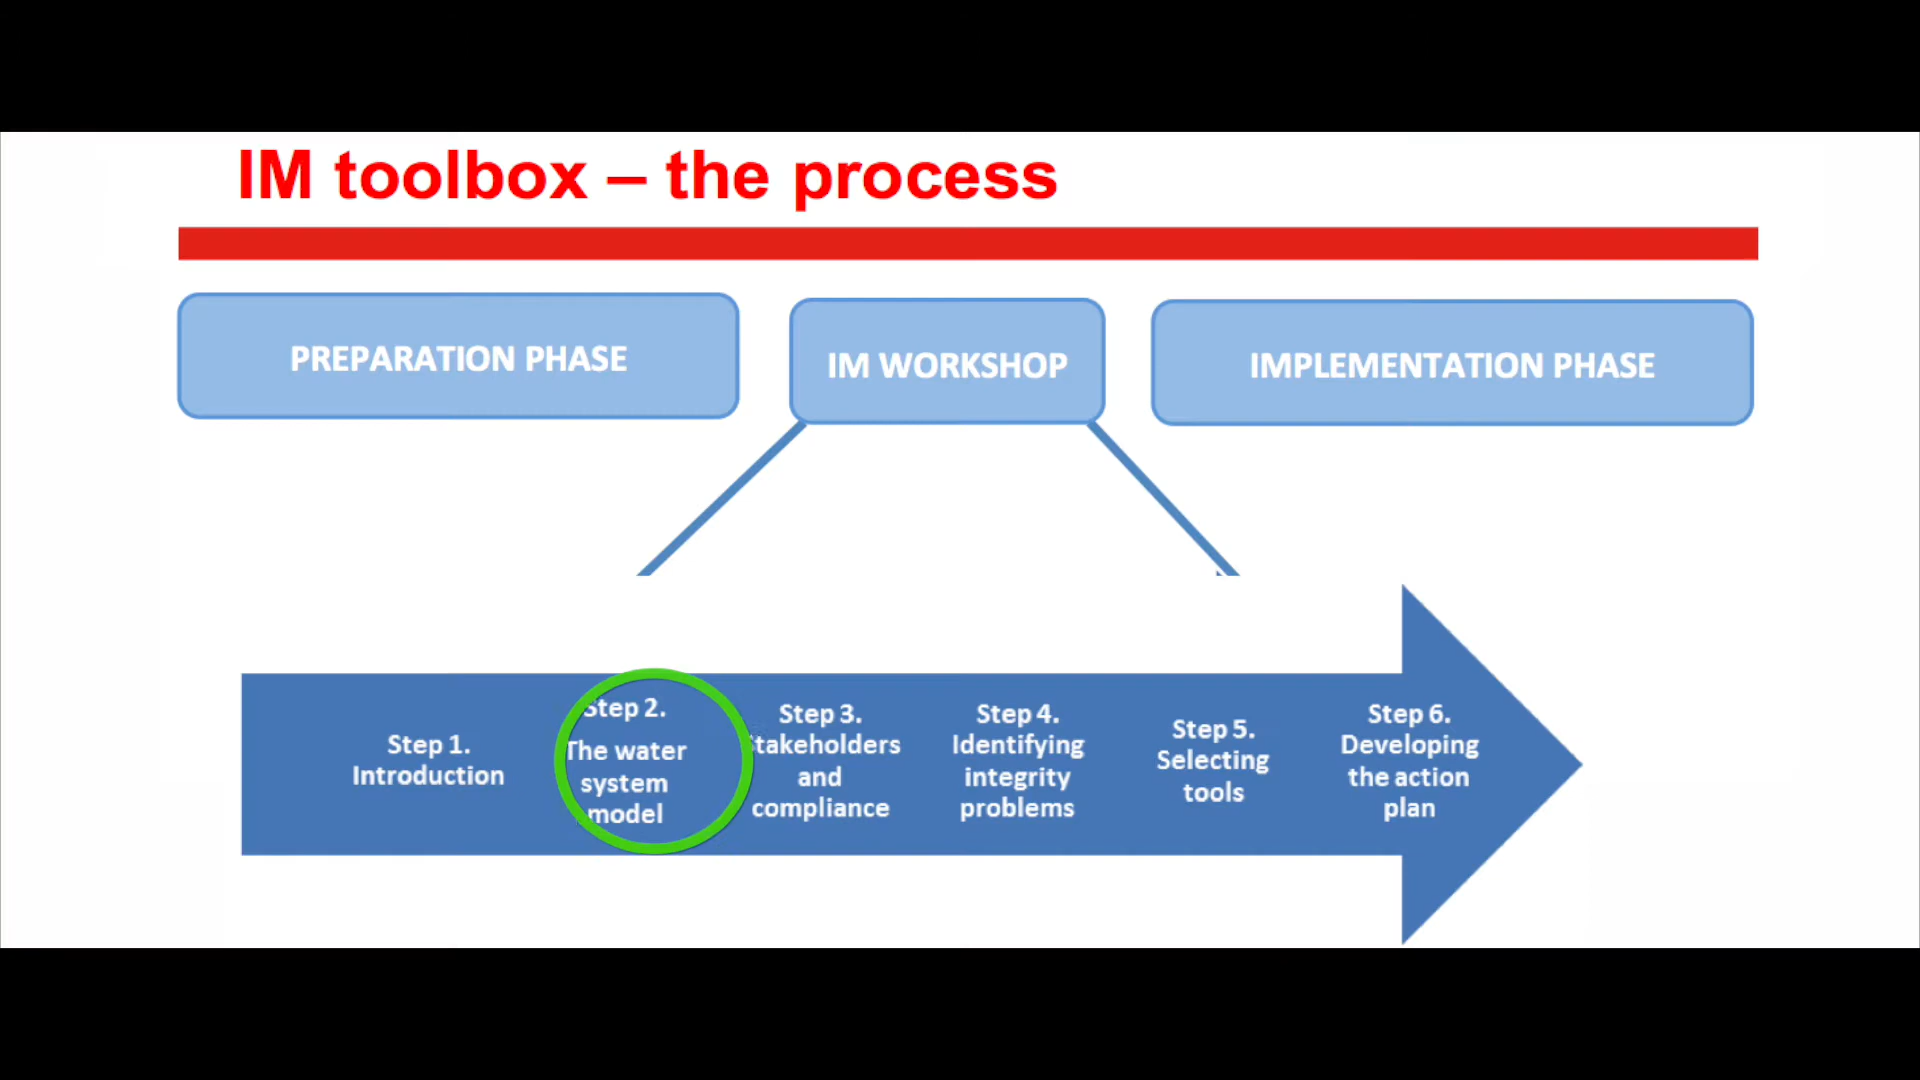 IM toolbox – the process
PREPARATION PHASE
IM WORKSHOP
IMPLEMENTATION PHASE
Step 1.
Introduction
Step 2.
The water
system
model
Step 3.
Stakeholders
and
compliance
Step 4.
Identifying
integrity
problems
Step 5.
Selecting
tools
Step 6.
Developing
the action
plan